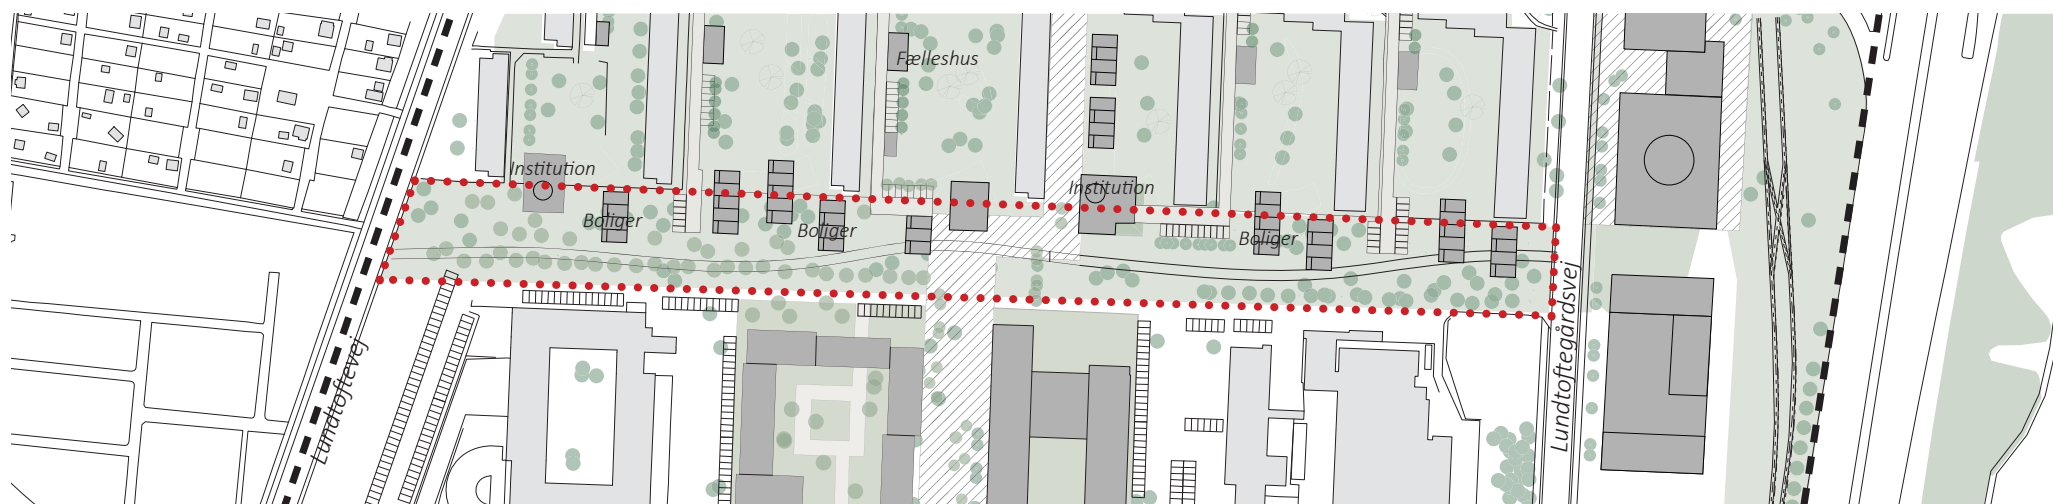 Fælleshus
Institution
Institution
Boliger
Boliger
Boliger
Lundtoftevej
Lundtoftegårdsvej